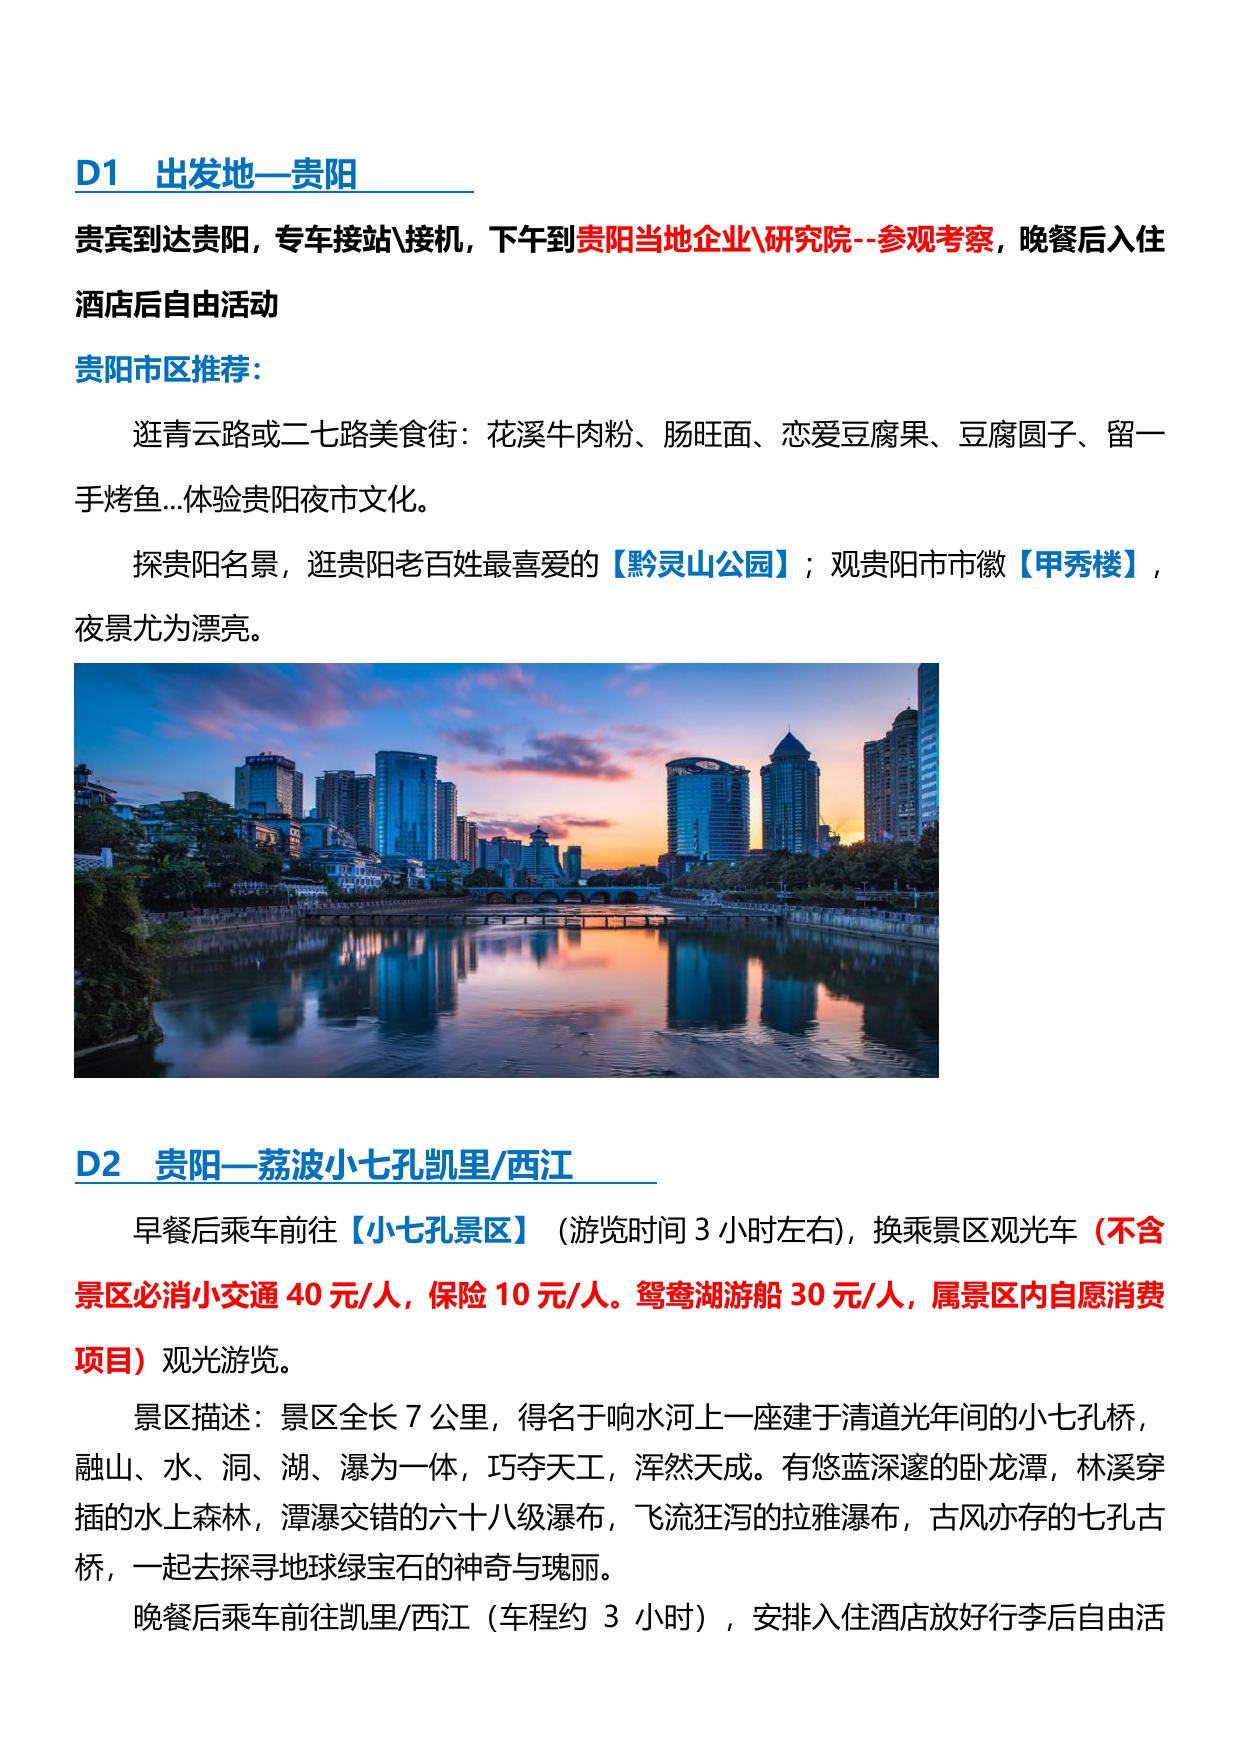 D1 出发地—贵阳
贵宾到达贵阳，专车接站\接机，下午到贵阳当地企业\研究院--参观考察，晚餐后入住
酒店后自由活动
贵阳市区推荐：
逛青云路或二七路美食街：花溪牛肉粉、肠旺面、恋爱豆腐果、豆腐圆子、留一
手烤鱼...体验贵阳夜市文化。
探贵阳名景，逛贵阳老百姓最喜爱的【黔灵山公园】；观贵阳市市徽【甲秀楼】，
夜景尤为漂亮。
D2 贵阳—荔波小七孔凯里/西江
早餐后乘车前往【小七孔景区】（游览时间 3 小时左右)，换乘景区观光车（不含
景区必消小交通 40 元/人，保险 10 元/人。鸳鸯湖游船 30 元/人，属景区内自愿消费
项目）观光游览。
景区描述：景区全长 7 公里，得名于响水河上一座建于清道光年间的小七孔桥，
融山、水、洞、湖、瀑为一体，巧夺天工，浑然天成。有悠蓝深邃的卧龙潭，林溪穿
插的水上森林，潭瀑交错的六十八级瀑布，飞流狂泻的拉雅瀑布，古风亦存的七孔古
桥，一起去探寻地球绿宝石的神奇与瑰丽。
晚餐后乘车前往凯里/西江（车程约 3 小时），安排入住酒店放好行李后自由活